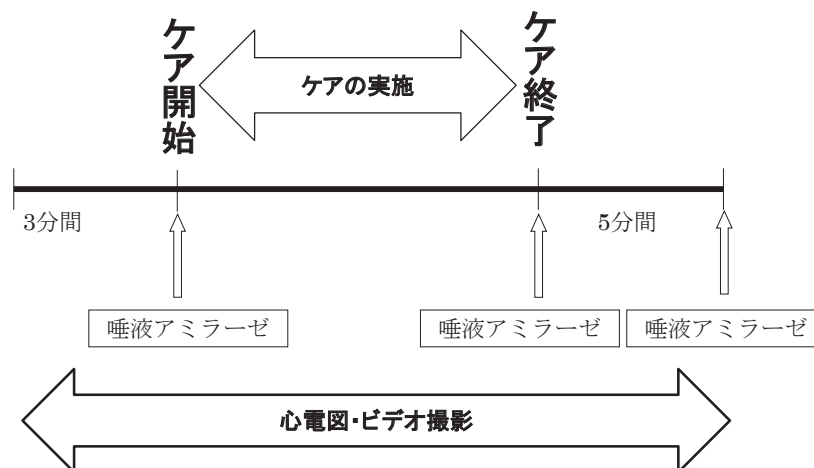 ケア開始
ケアの実施
ケア終了
3分間
5分間
唾液アミラーゼ
唾液アミラーゼ
唾液アミラーゼ
心電図・ビデオ撮影